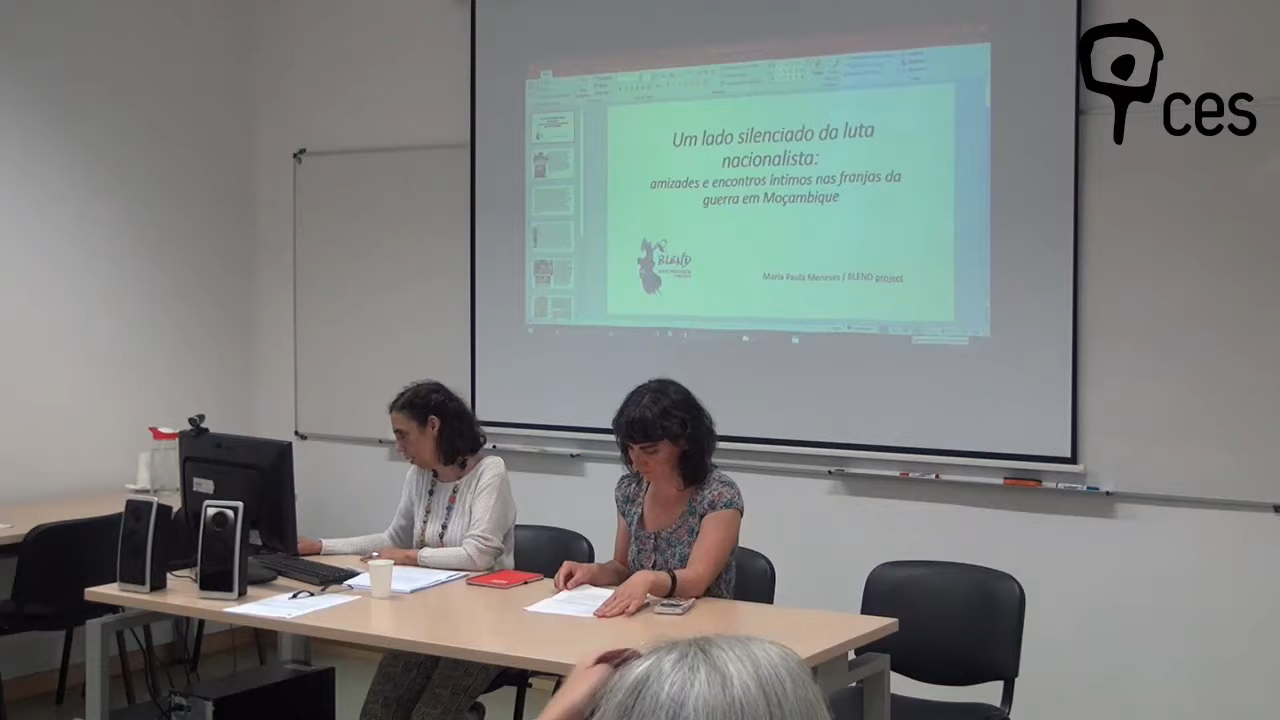 ces
Um lado silenciado da luta
nacionalista:
amizades e encontros íntimos nas franjas da
guerra em Moçambique
BLEND
Maria Paula Meneses / BLEND project